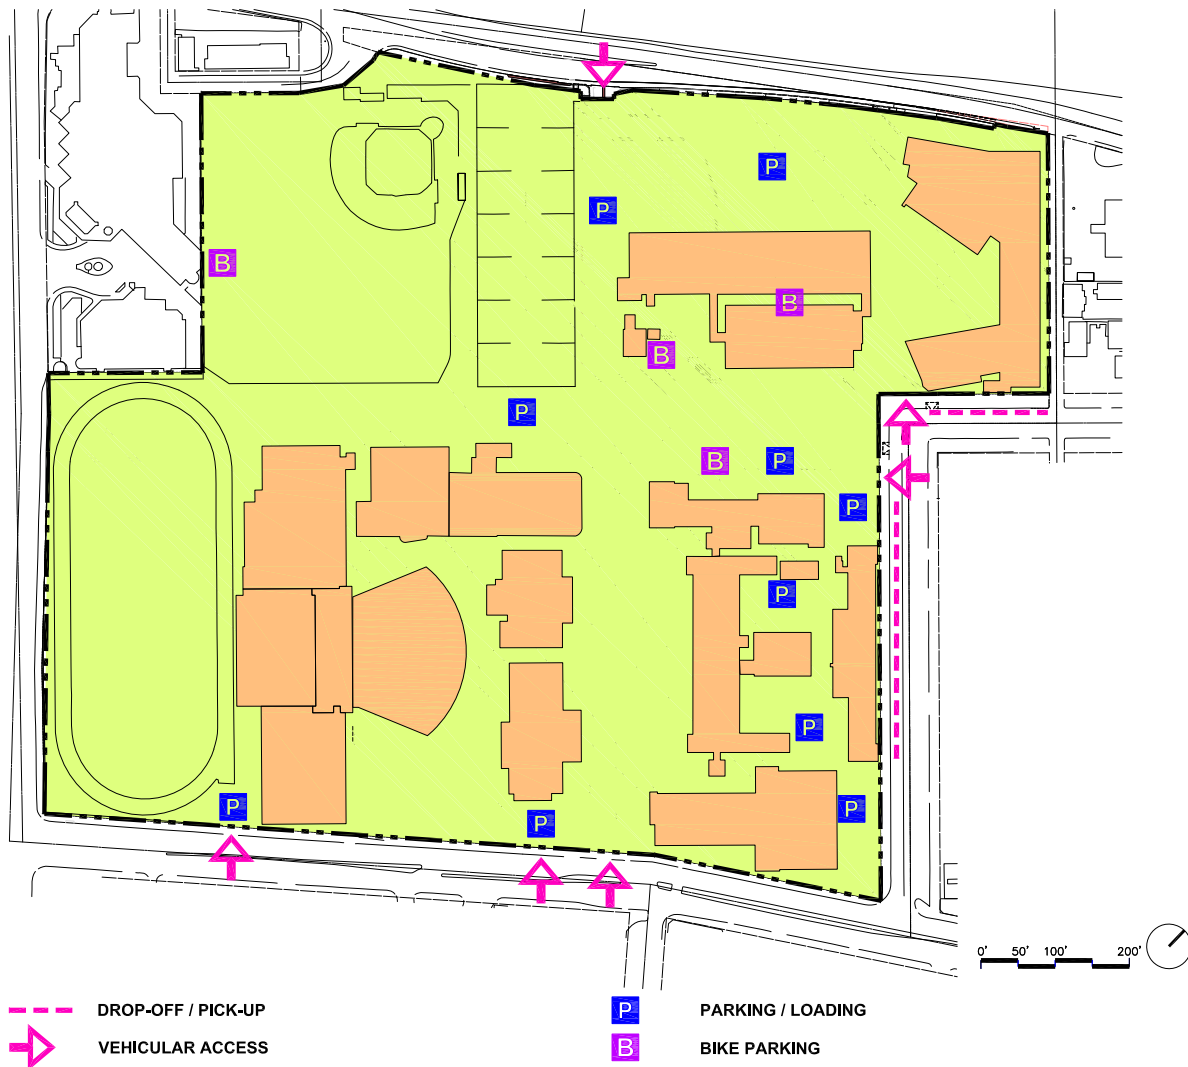 P
P
B
B
B
P
B
P
P
P
P
P
P
P
0' 50' 100' 200'
DROP-OFF / PICK-UP
P PARKING / LOADING
VEHICULAR ACCESS
B BIKE PARKING